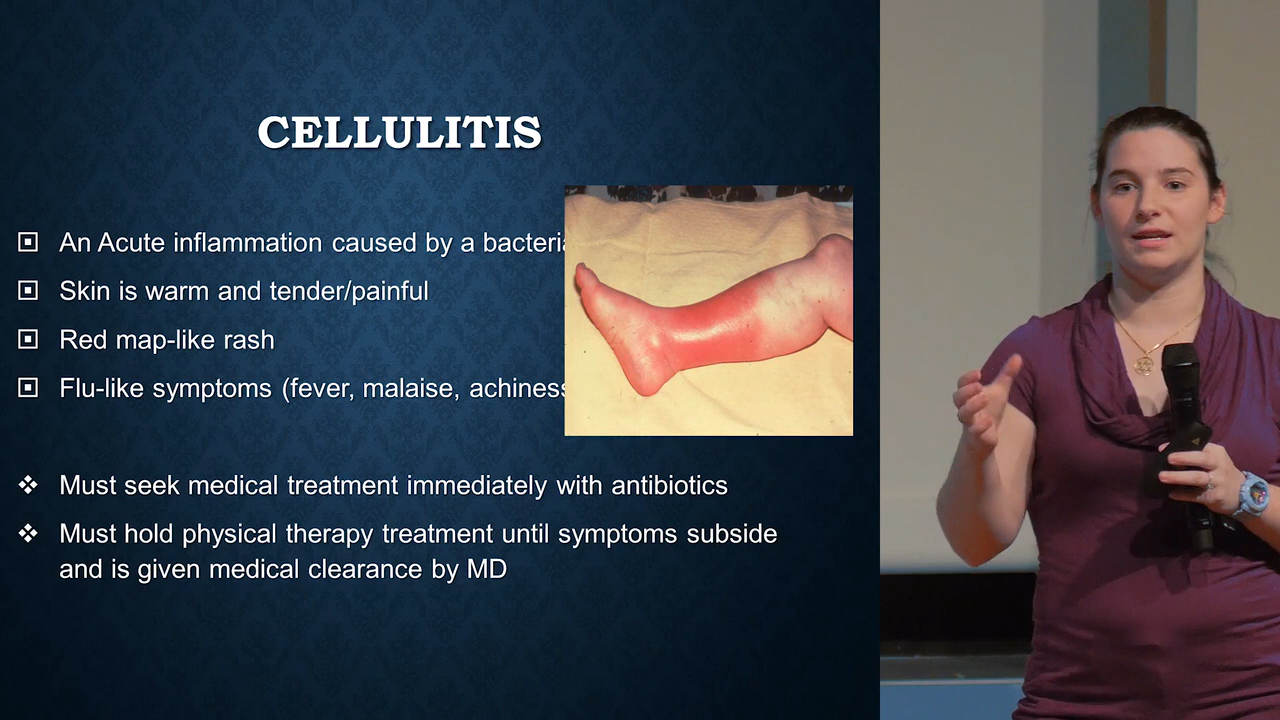 CELLULITIS
An Acute inflammation caused by a bacteria
Skin is warm and tender/painful
Red map-like rash
Flu-like symptoms (fever, malaise, achiness
Must seek medical treatment immediately with antibiotics
Must hold physical therapy treatment until symptoms subside
and is given medical clearance by MD